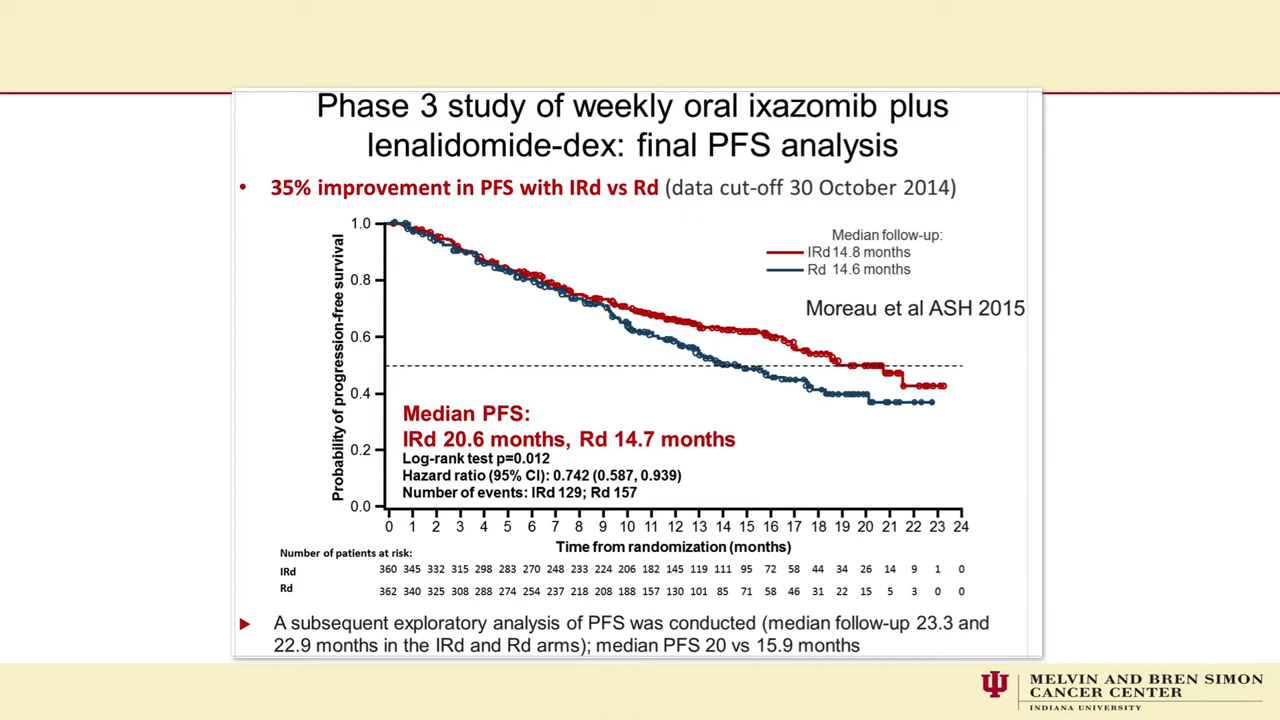 Phase 3 study of weekly oral ixazomib plus
lenalidomide-dex: final PFS analysis
• 35% improvement in PFS with IRd vs Rd (data cut-off 30 October 2014)
Median follow-up:
IRd 14.8 months
Rd 14.6 months
Moreau et al ASH 2015
Probability of progression-free survival
1.0
0.8
0.6
0.4
0.2
0.0
Median PFS:
IRd 20.6 months, Rd 14.7 months
Log-rank test p=0.012
Hazard ratio (95% CI): 0.742 (0.587, 0.939)
Number of events: IRd 129; Rd 157
0 1 2 3 4 5 6 7 8 9 10 11 12 13 14 15 16 17 18 19 20 21 22 23 24
Time from randomization (months)
Number of patients at risk:
IRd 360 345 332 315 298 283 270 248 233 224 206 182 145 119 111 95 72 58 44 34 26 14 9 1 0
Rd 362 340 325 308 288 274 254 237 218 208 188 157 130 101 85 71 58 46 31 22 15 5 3 0 0
A subsequent exploratory analysis of PFS was conducted (median follow-up 23.3 and
22.9 months in the IRd and Rd arms); median PFS 20 vs 15.9 months
MELVIN AND BREN SIMON
CANCER CENTER
INDIANA UNIVERSITY